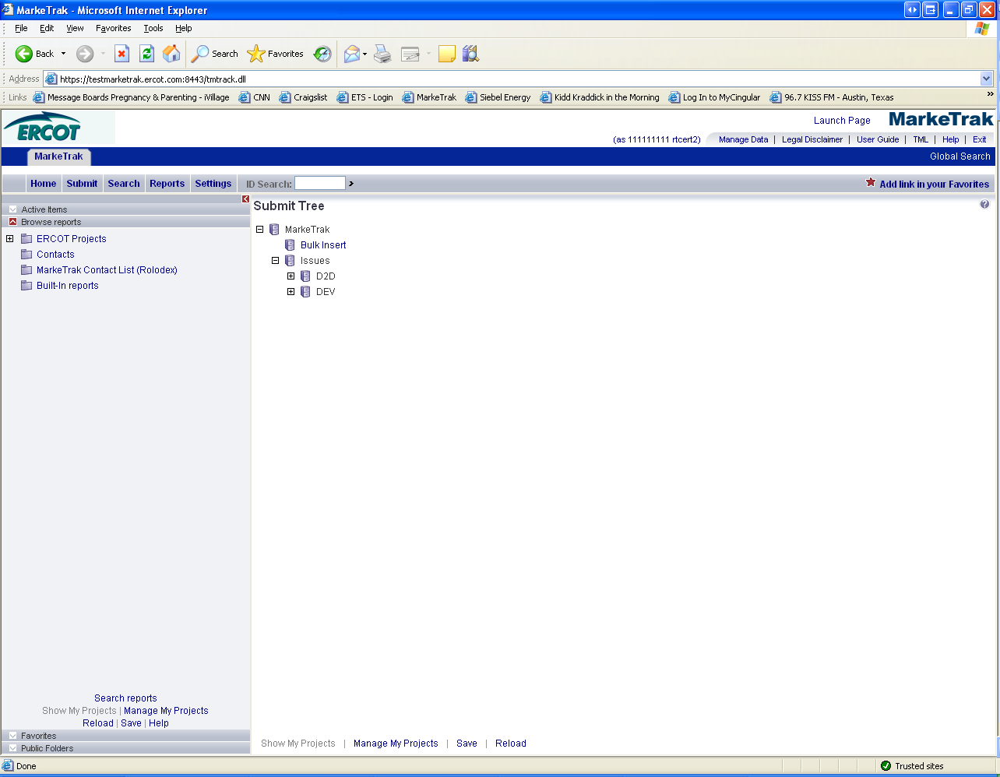 MarkeTrak - Microsoft Internet Explorer
File Edit View Favorites Tools Help
Back Search Favorites
Address https://testmarketrak.ercot.com:8443/tmtrack.dll
Links Message Boards Pregnancy & Parenting - iVillage CNN Craigslist ETS - Login MarkeTrak Siebel Energy Kidd Kraddick in the Morning Log In to MyCingular 96.7 KISS FM - Austin, Texas »
ERCOT
Launch Page MarkeTrak
(as 111111111 rtcert2) Manage Data | Legal Disclaimer | User Guide | TML | Help | Exit
MarkeTrak Global Search
Home Submit Search Reports Settings ID Search: Add link in your Favorites
Active Items
Browse reports
ERCOT Projects
Contacts
MarkeTrak Contact List (Rolodex)
Built-In reports
Search reports
Show My Projects | Manage My Projects
Reload | Save | Help
Favorites
Public Folders
Submit Tree
MarkeTrak
Bulk Insert
Issues
D2D
DEV
Show My Projects | Manage My Projects | Save | Reload
Done Trusted sites